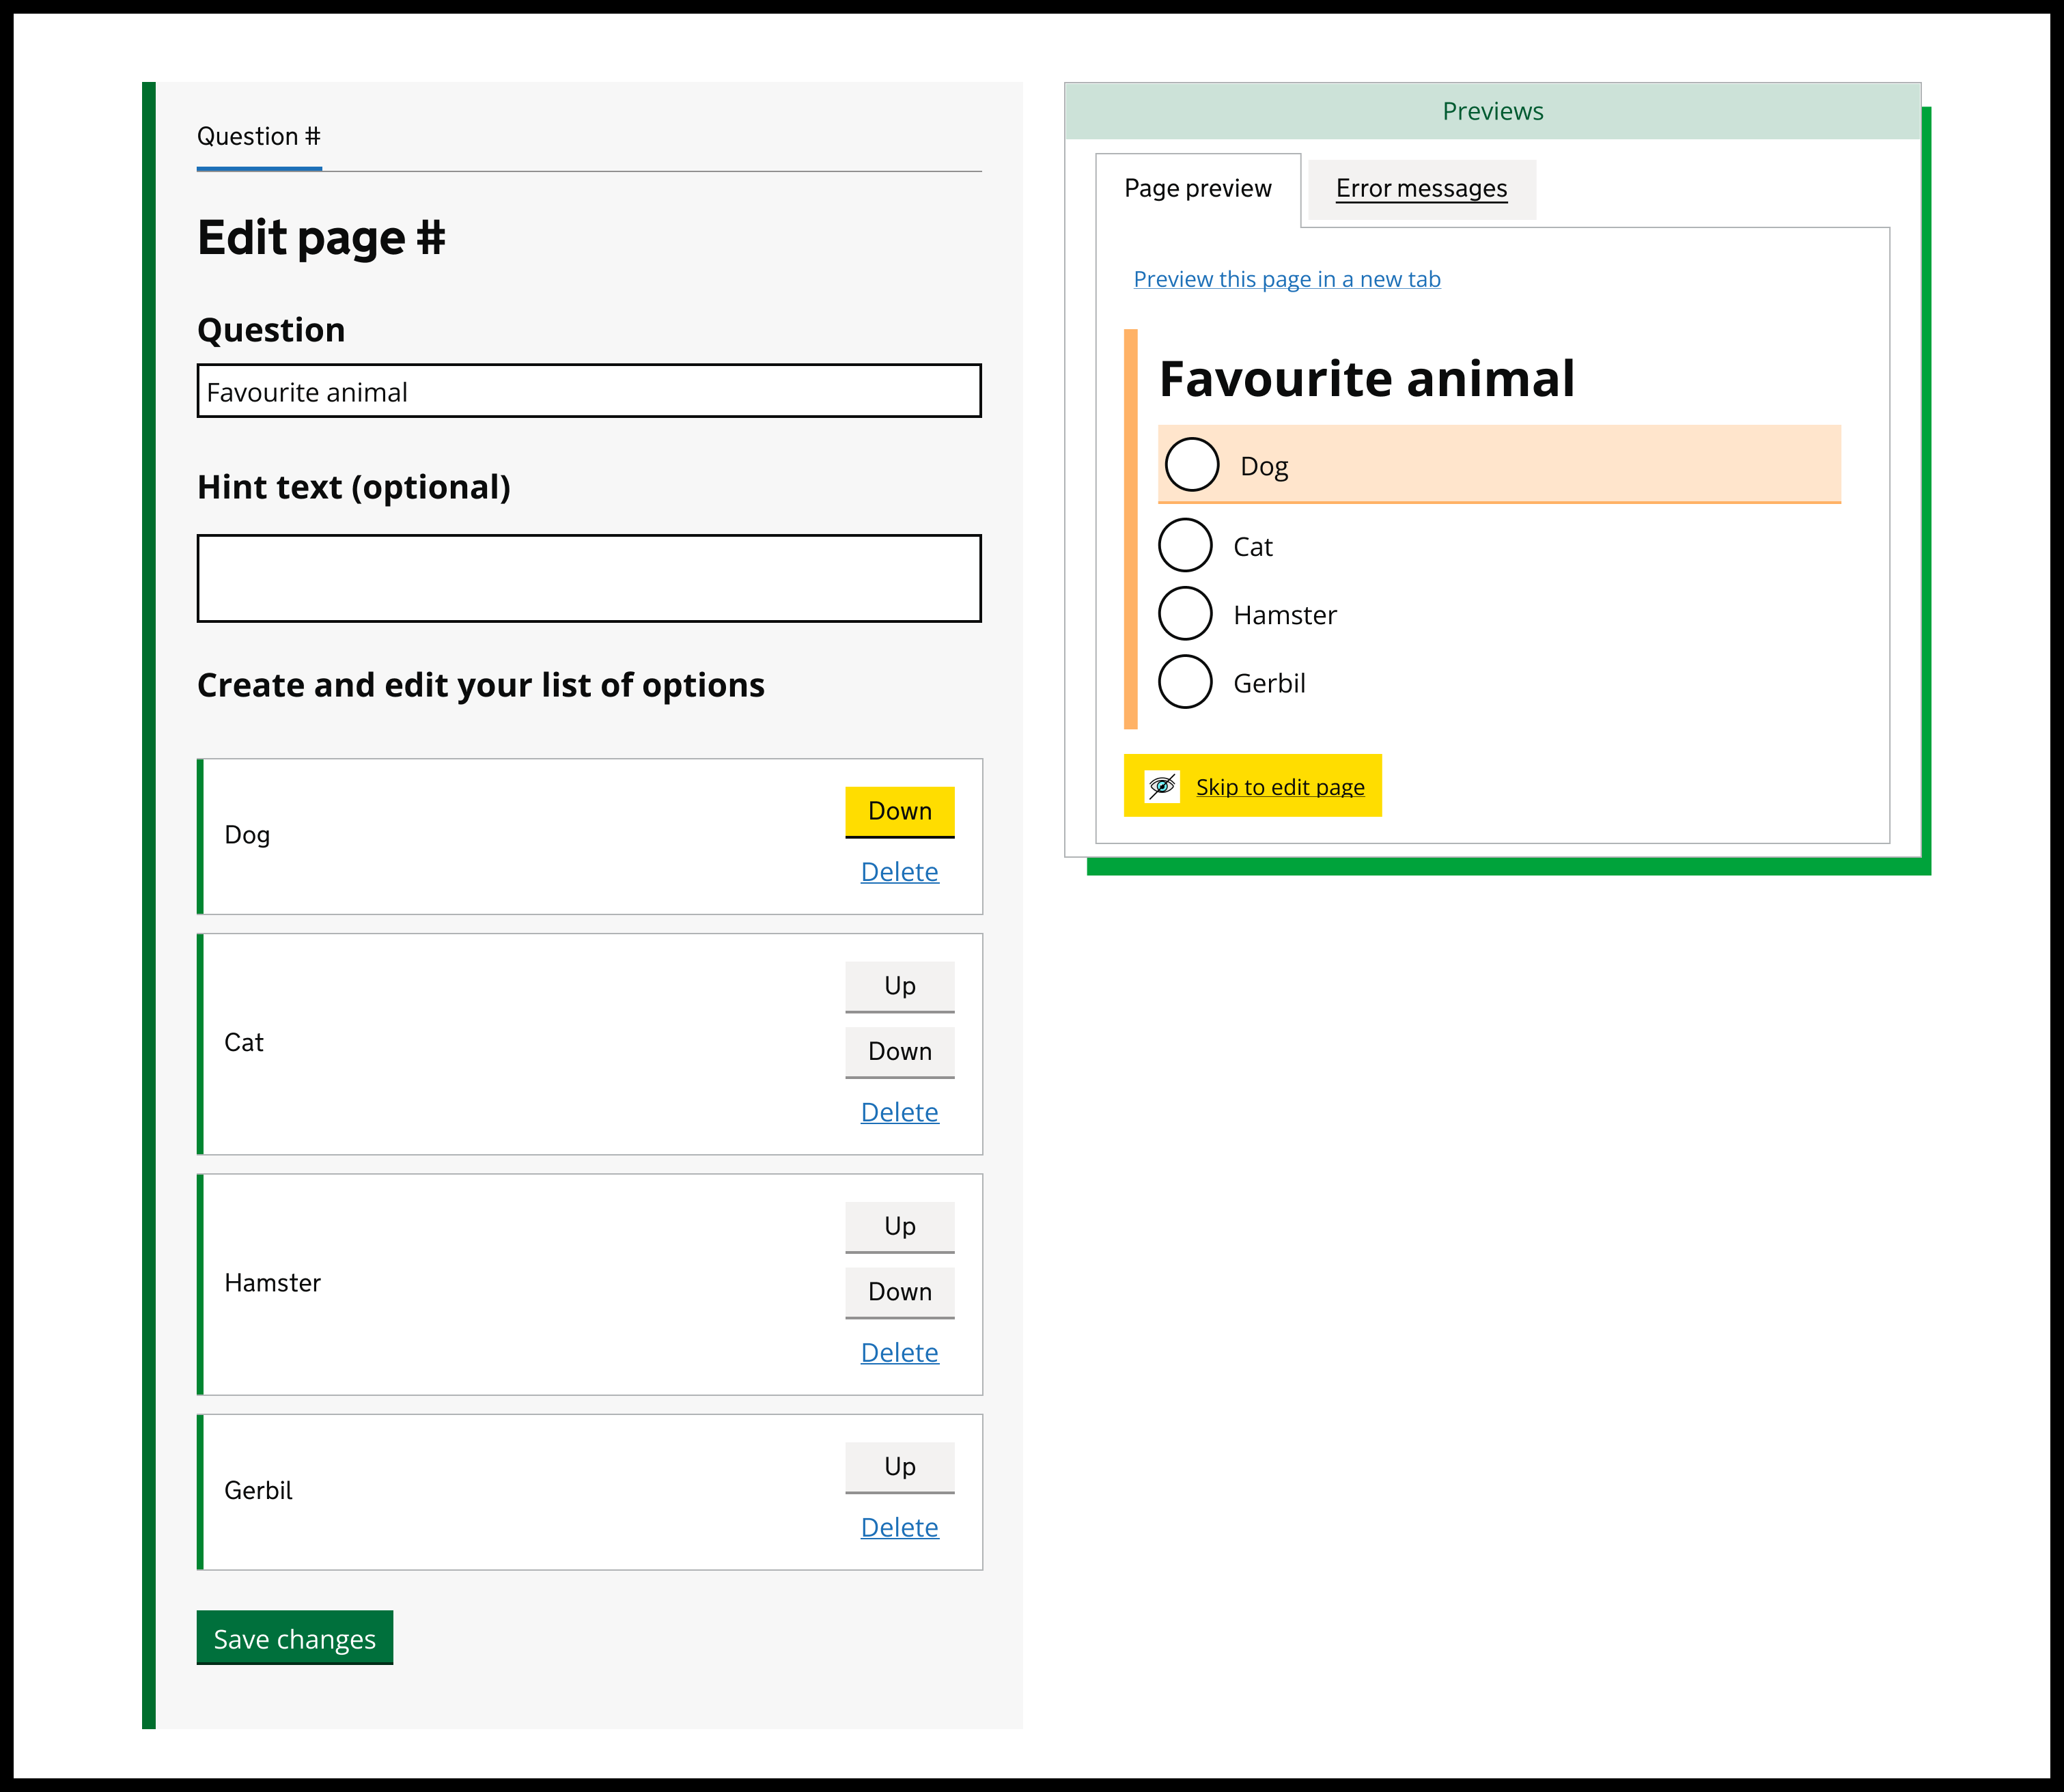 Question #
Edit page #
Question
Favourite animal
Hint text (optional)
Create and edit your list of options
Dog
Down
Delete
Cat
Up
Down
Delete
Hamster
Up
Down
Delete
Gerbil
Up
Delete
Save changes
Previews
Page preview
Error messages
Preview this page in a new tab
Favourite animal
Dog
Cat
Hamster
Gerbil
Skip to edit page